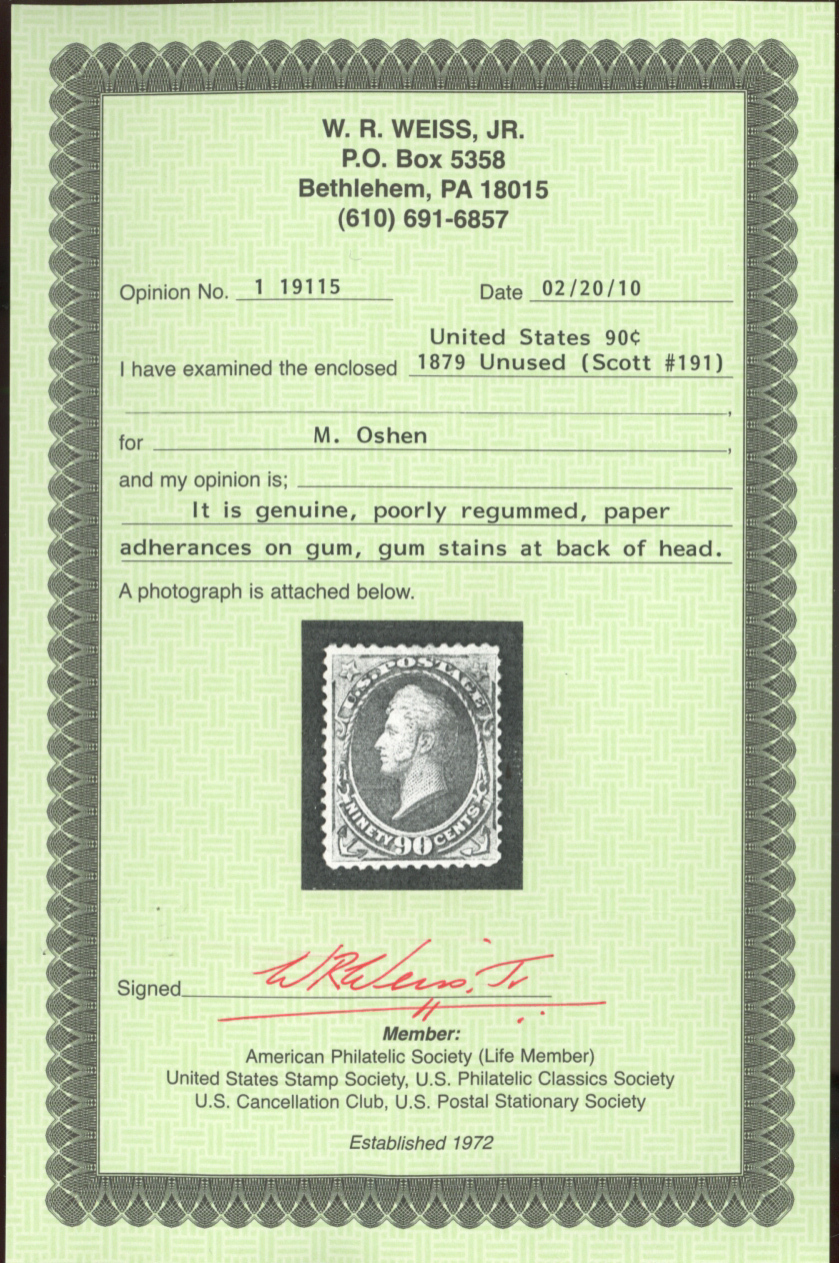 W. R. WEISS, JR.
P.O. Box 5358
Bethlehem, PA 18015
(610) 691-6857
Opinion No. 1 19115 Date 02/20/10
United States 90¢
I have examined the enclosed 1879 Unused (Scott #191)
,
for M. Oshen ,
and my opinion is;
It is genuine, poorly regummed, paper
adherances on gum, gum stains at back of head.
A photograph is attached below.
U.S. POSTAGE
NINETY 90 CENTS
Signed WRWeiss, Jr
Member:
American Philatelic Society (Life Member)
United States Stamp Society, U.S. Philatelic Classics Society
U.S. Cancellation Club, U.S. Postal Stationary Society
Established 1972